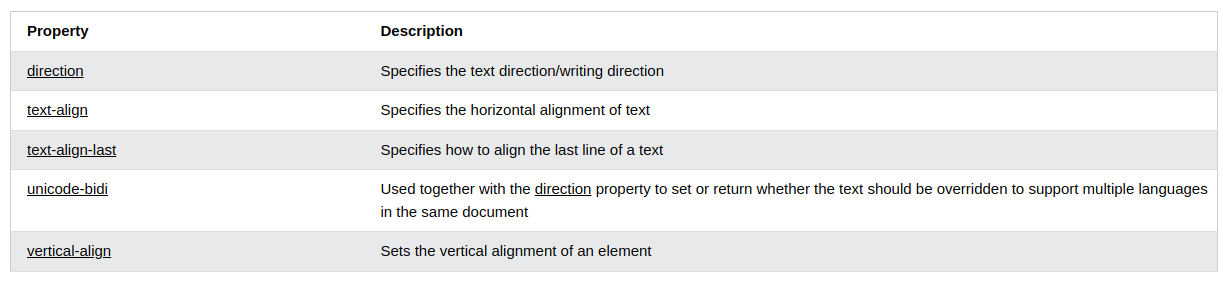 Property Description
direction Specifies the text direction/writing direction
text-align Specifies the horizontal alignment of text
text-align-last Specifies how to align the last line of a text
unicode-bidi Used together with the direction property to set or return whether the text should be overridden to support multiple languages
in the same document
vertical-align Sets the vertical alignment of an element